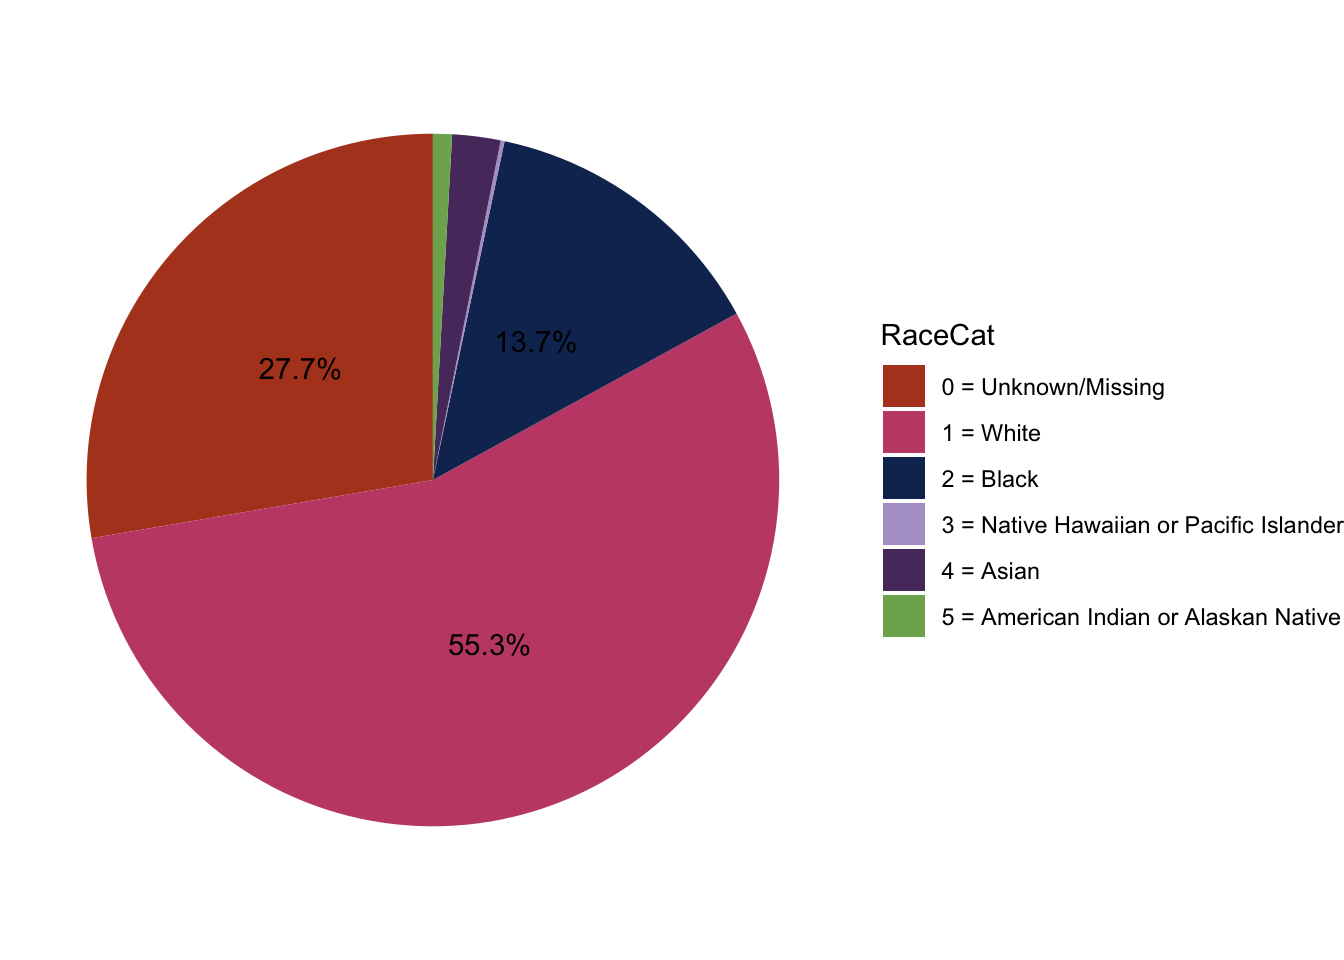 13.7%
27.7%
55.3%
RaceCat
0 = Unknown/Missing
1 = White
2 = Black
3 = Native Hawaiian or Pacific Islander
4 = Asian
5 = American Indian or Alaskan Native